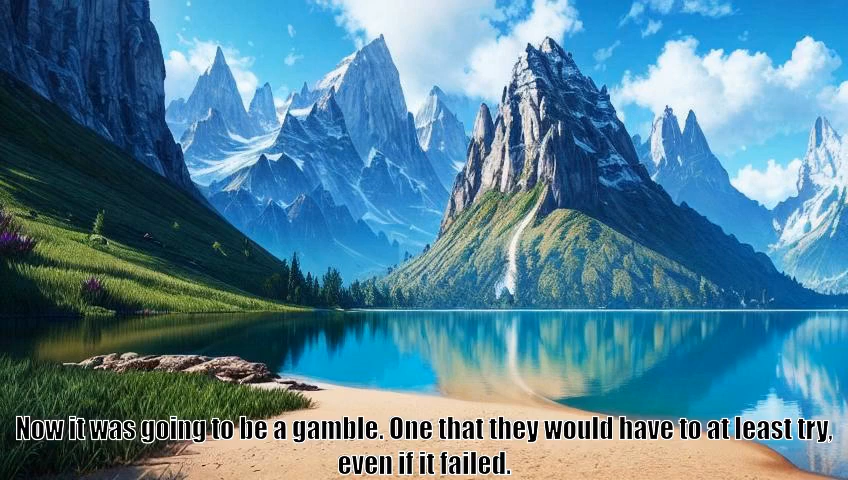 Now it was going to be a gamble. One that they would have to at least try,
even if it failed.